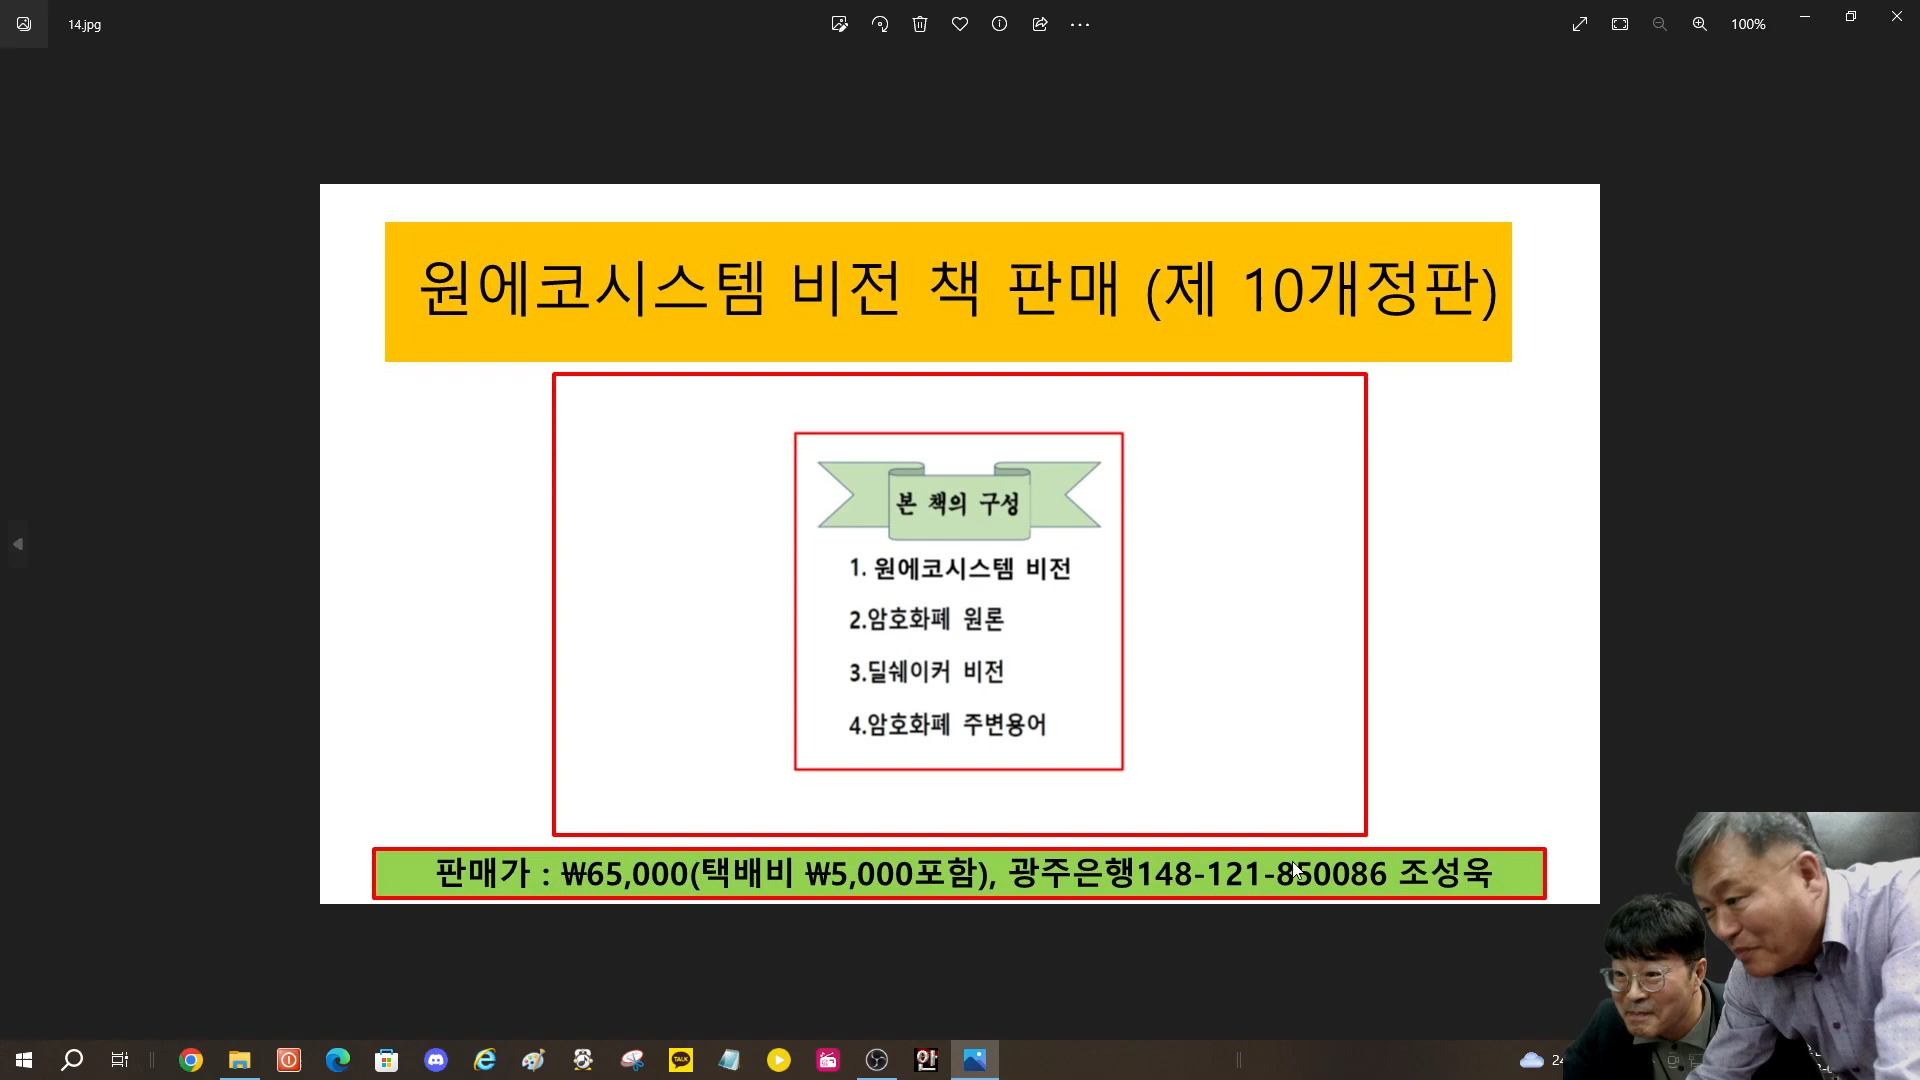 14.jpg
100%
원에코시스템 비전 책 판매 (제 10개정판)
본 책의 구성
1. 원에코시스템 비전
2.암호화폐 원론
3.딜쉐이커 비전
4.암호화폐 주변용어
판매가 : ₩65,000(택배비 ₩5,000포함), 광주은행148-121-850086 조성욱
TALK
안